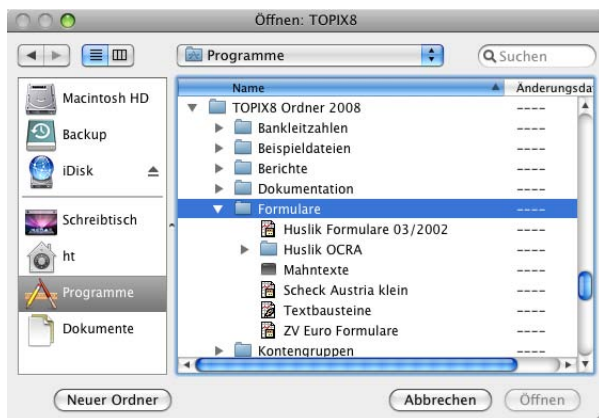 Öffnen: TOPIX8
Programme
Suchen
Macintosh HD
Backup
iDisk
Schreibtisch
ht
Programme
Dokumente
Name Änderungsda
TOPIX8 Ordner 2008 ----
Bankleitzahlen ----
Beispieldateien ----
Berichte ----
Dokumentation ----
Formulare ----
Huslik Formulare 03/2002 ----
Huslik OCRA ----
Mahntexte ----
Scheck Austria klein ----
Textbausteine ----
ZV Euro Formulare ----
Kontengruppen ----
Neuer Ordner Abbrechen Öffnen